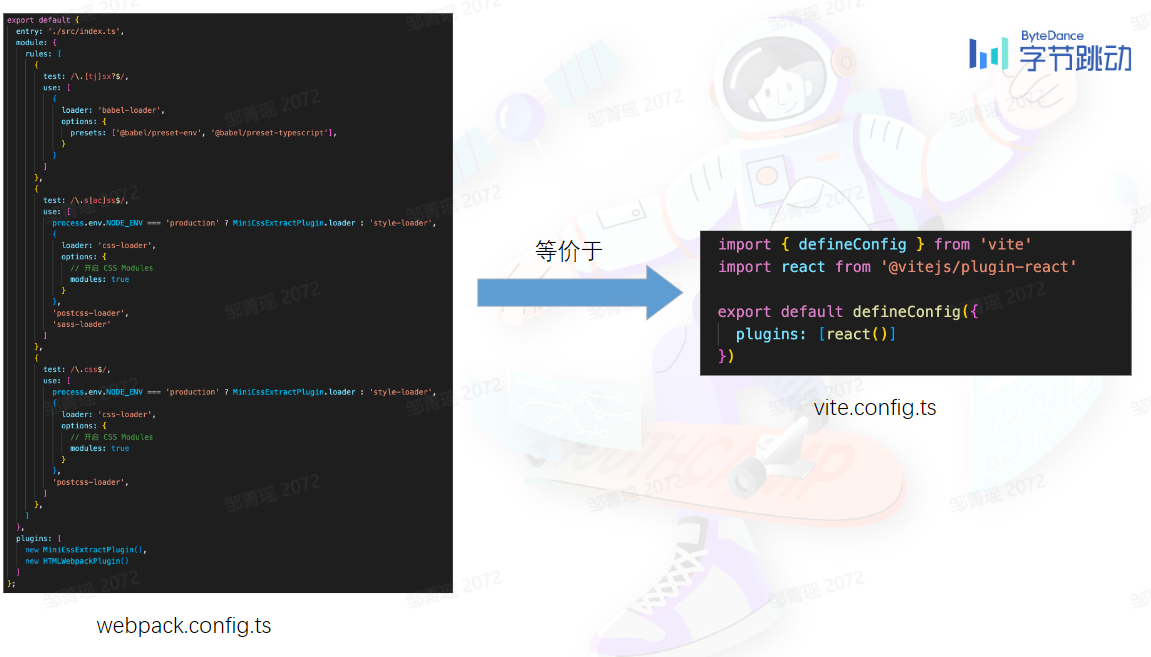 export default {
entry: './src/index.ts',
module: {
rules: [
{
test: /\.[tj]sx?$/,
use: [
{
loader: 'babel-loader',
options: {
presets: ['@babel/preset-env', '@babel/preset-typescript'],
}
}
]
},
{
test: /\.s[ac]ss$/,
use: [
process.env.NODE_ENV === 'production' ? MiniCssExtractPlugin.loader : 'style-loader',
{
loader: 'css-loader',
options: {
// 开启 CSS Modules
modules: true
}
},
'postcss-loader',
'sass-loader'
]
},
{
test: /\.css$/,
use: [
process.env.NODE_ENV === 'production' ? MiniCssExtractPlugin.loader : 'style-loader',
{
loader: 'css-loader',
options: {
// 开启 CSS Modules
modules: true
}
},
'postcss-loader',
]
},
]
},
plugins: [
new MiniCssExtractPlugin(),
new HTMLWebpackPlugin()
]
};
webpack.config.ts
等价于
ByteDance
字节跳动
import { defineConfig } from 'vite'
import react from '@vitejs/plugin-react'
export default defineConfig({
plugins: [react()]
})
vite.config.ts
邹菁瑶 2072